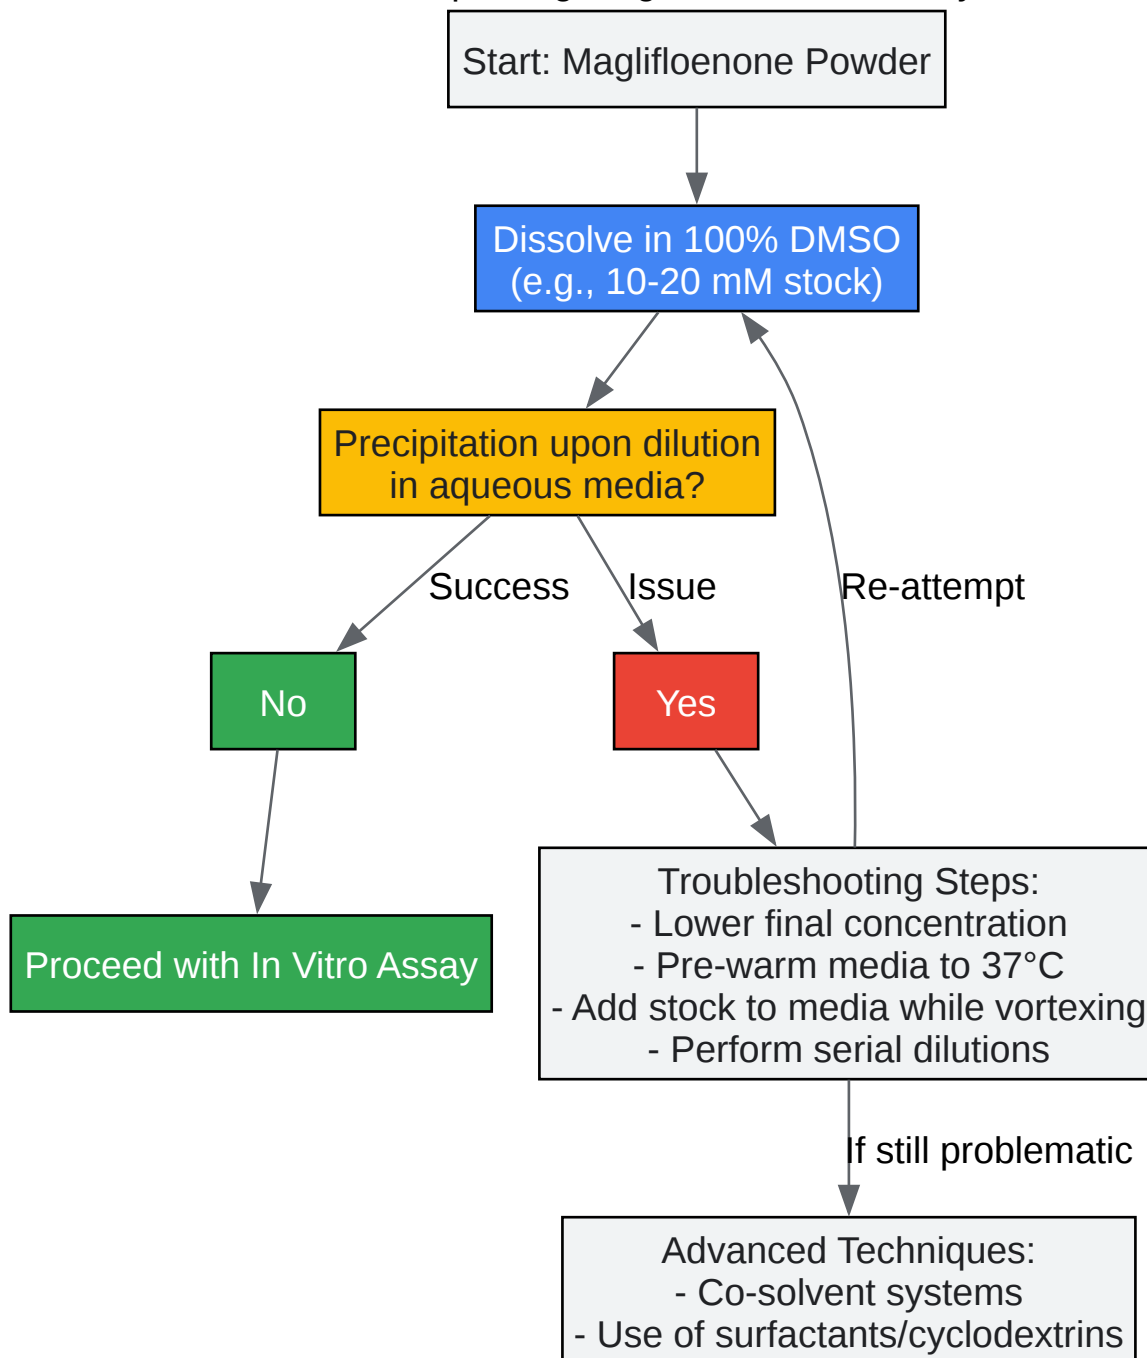 Start: Maglifloenone Powder
Dissolve in 100% DMSO
(e.g., 10-20 mM stock)
Precipitation upon dilution
in aqueous media?
Success
Issue
Re-attempt
No
Yes
Troubleshooting Steps:
- Lower final concentration
- Pre-warm media to 37°C
- Add stock to media while vortexing
- Perform serial dilutions
Proceed with In Vitro Assay
If still problematic
Advanced Techniques:
- Co-solvent systems
- Use of surfactants/cyclodextrins